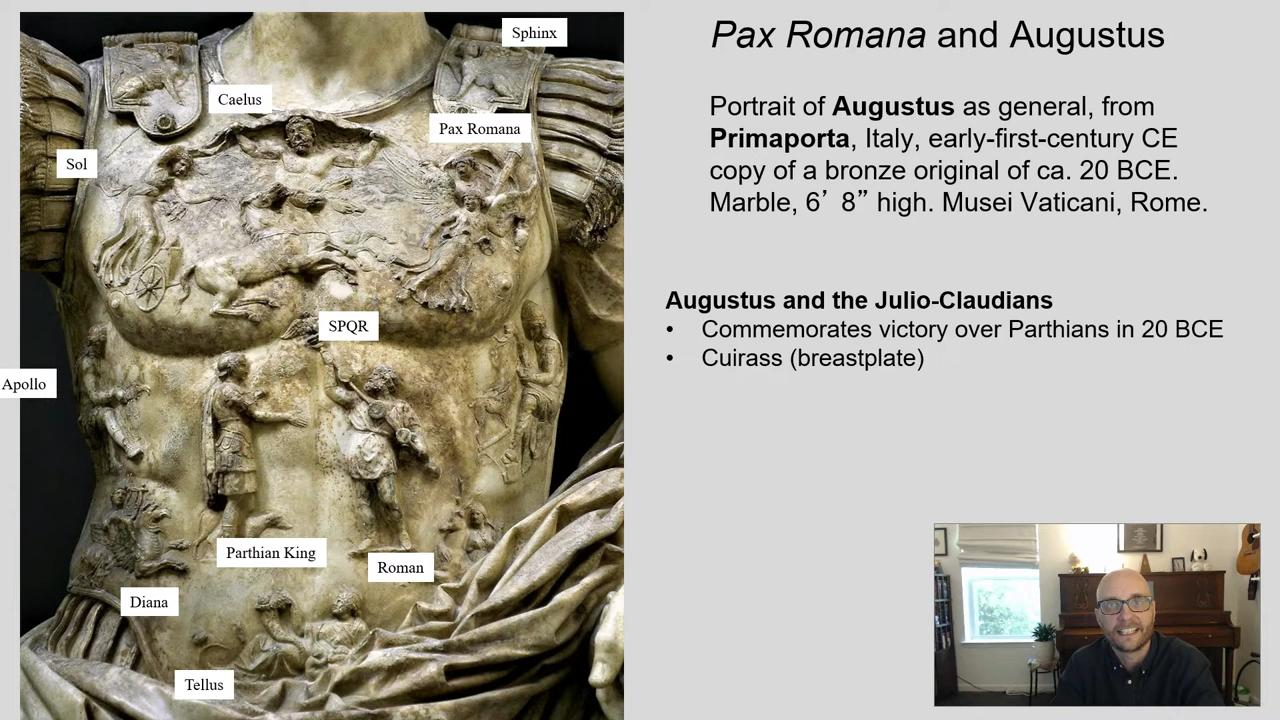 Sphinx
Caelus
Pax Romana
Sol
SPQR
Apollo
Parthian King
Roman
Diana
Tellus
Pax Romana and Augustus
Portrait of Augustus as general, from
Primaporta, Italy, early-first-century CE
copy of a bronze original of ca. 20 BCE.
Marble, 6’ 8” high. Musei Vaticani, Rome.
Augustus and the Julio-Claudians
• Commemorates victory over Parthians in 20 BCE
• Cuirass (breastplate)